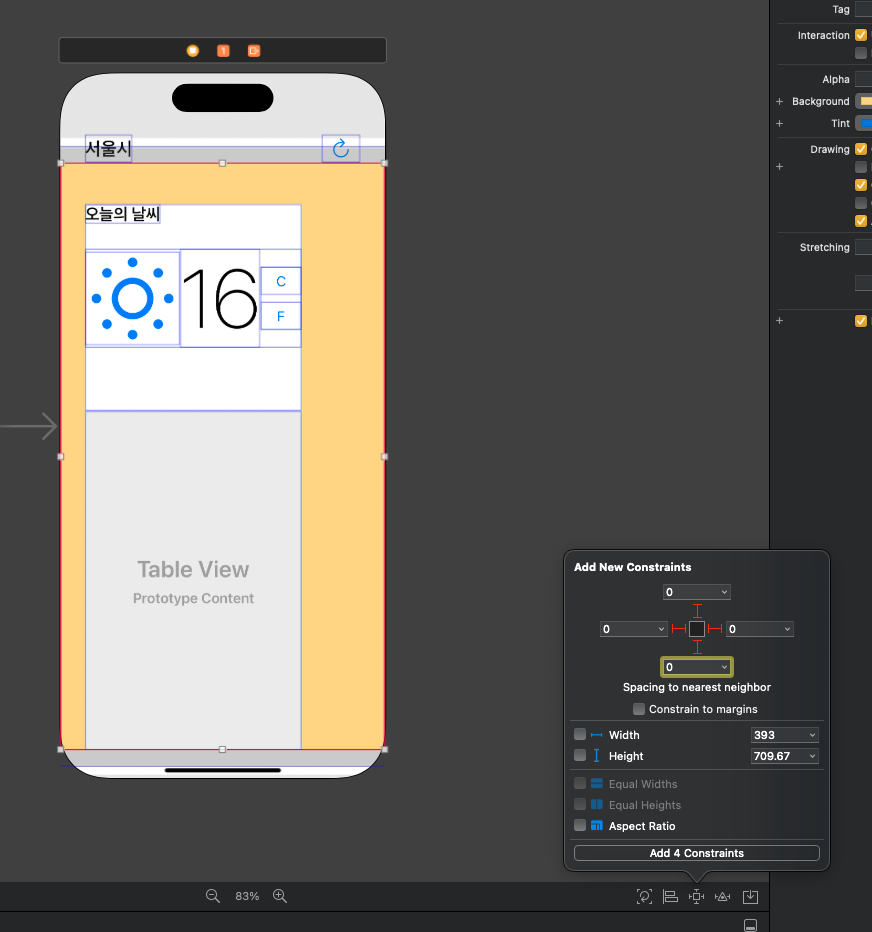 Tag
Interaction
Alpha
Background
Tint
Drawing
Stretching
1
서울시
오늘의 날씨
16
C
F
Table View
Prototype Content
Add New Constraints
0
0 0
0
Spacing to nearest neighbor
Constrain to margins
Width 393
Height 709.67
Equal Widths
Equal Heights
Aspect Ratio
Add 4 Constraints
83%